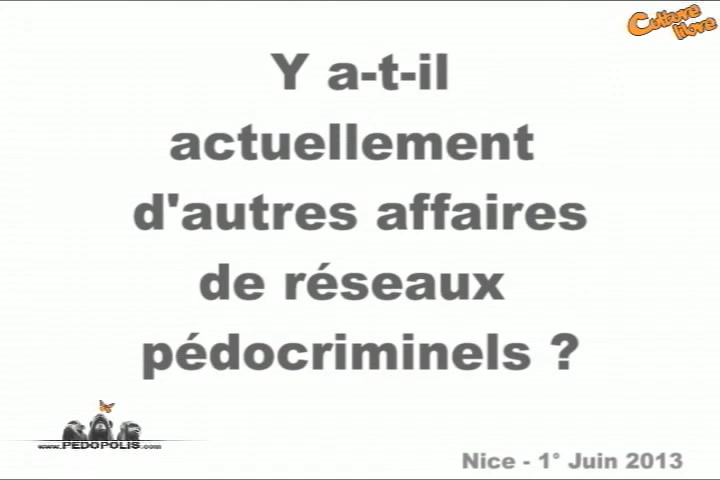 Culture
libre
Y a-t-il
actuellement
d'autres affaires
de réseaux
pédocriminels ?
www.PEDOPOLIS.com
Nice - 1° Juin 2013